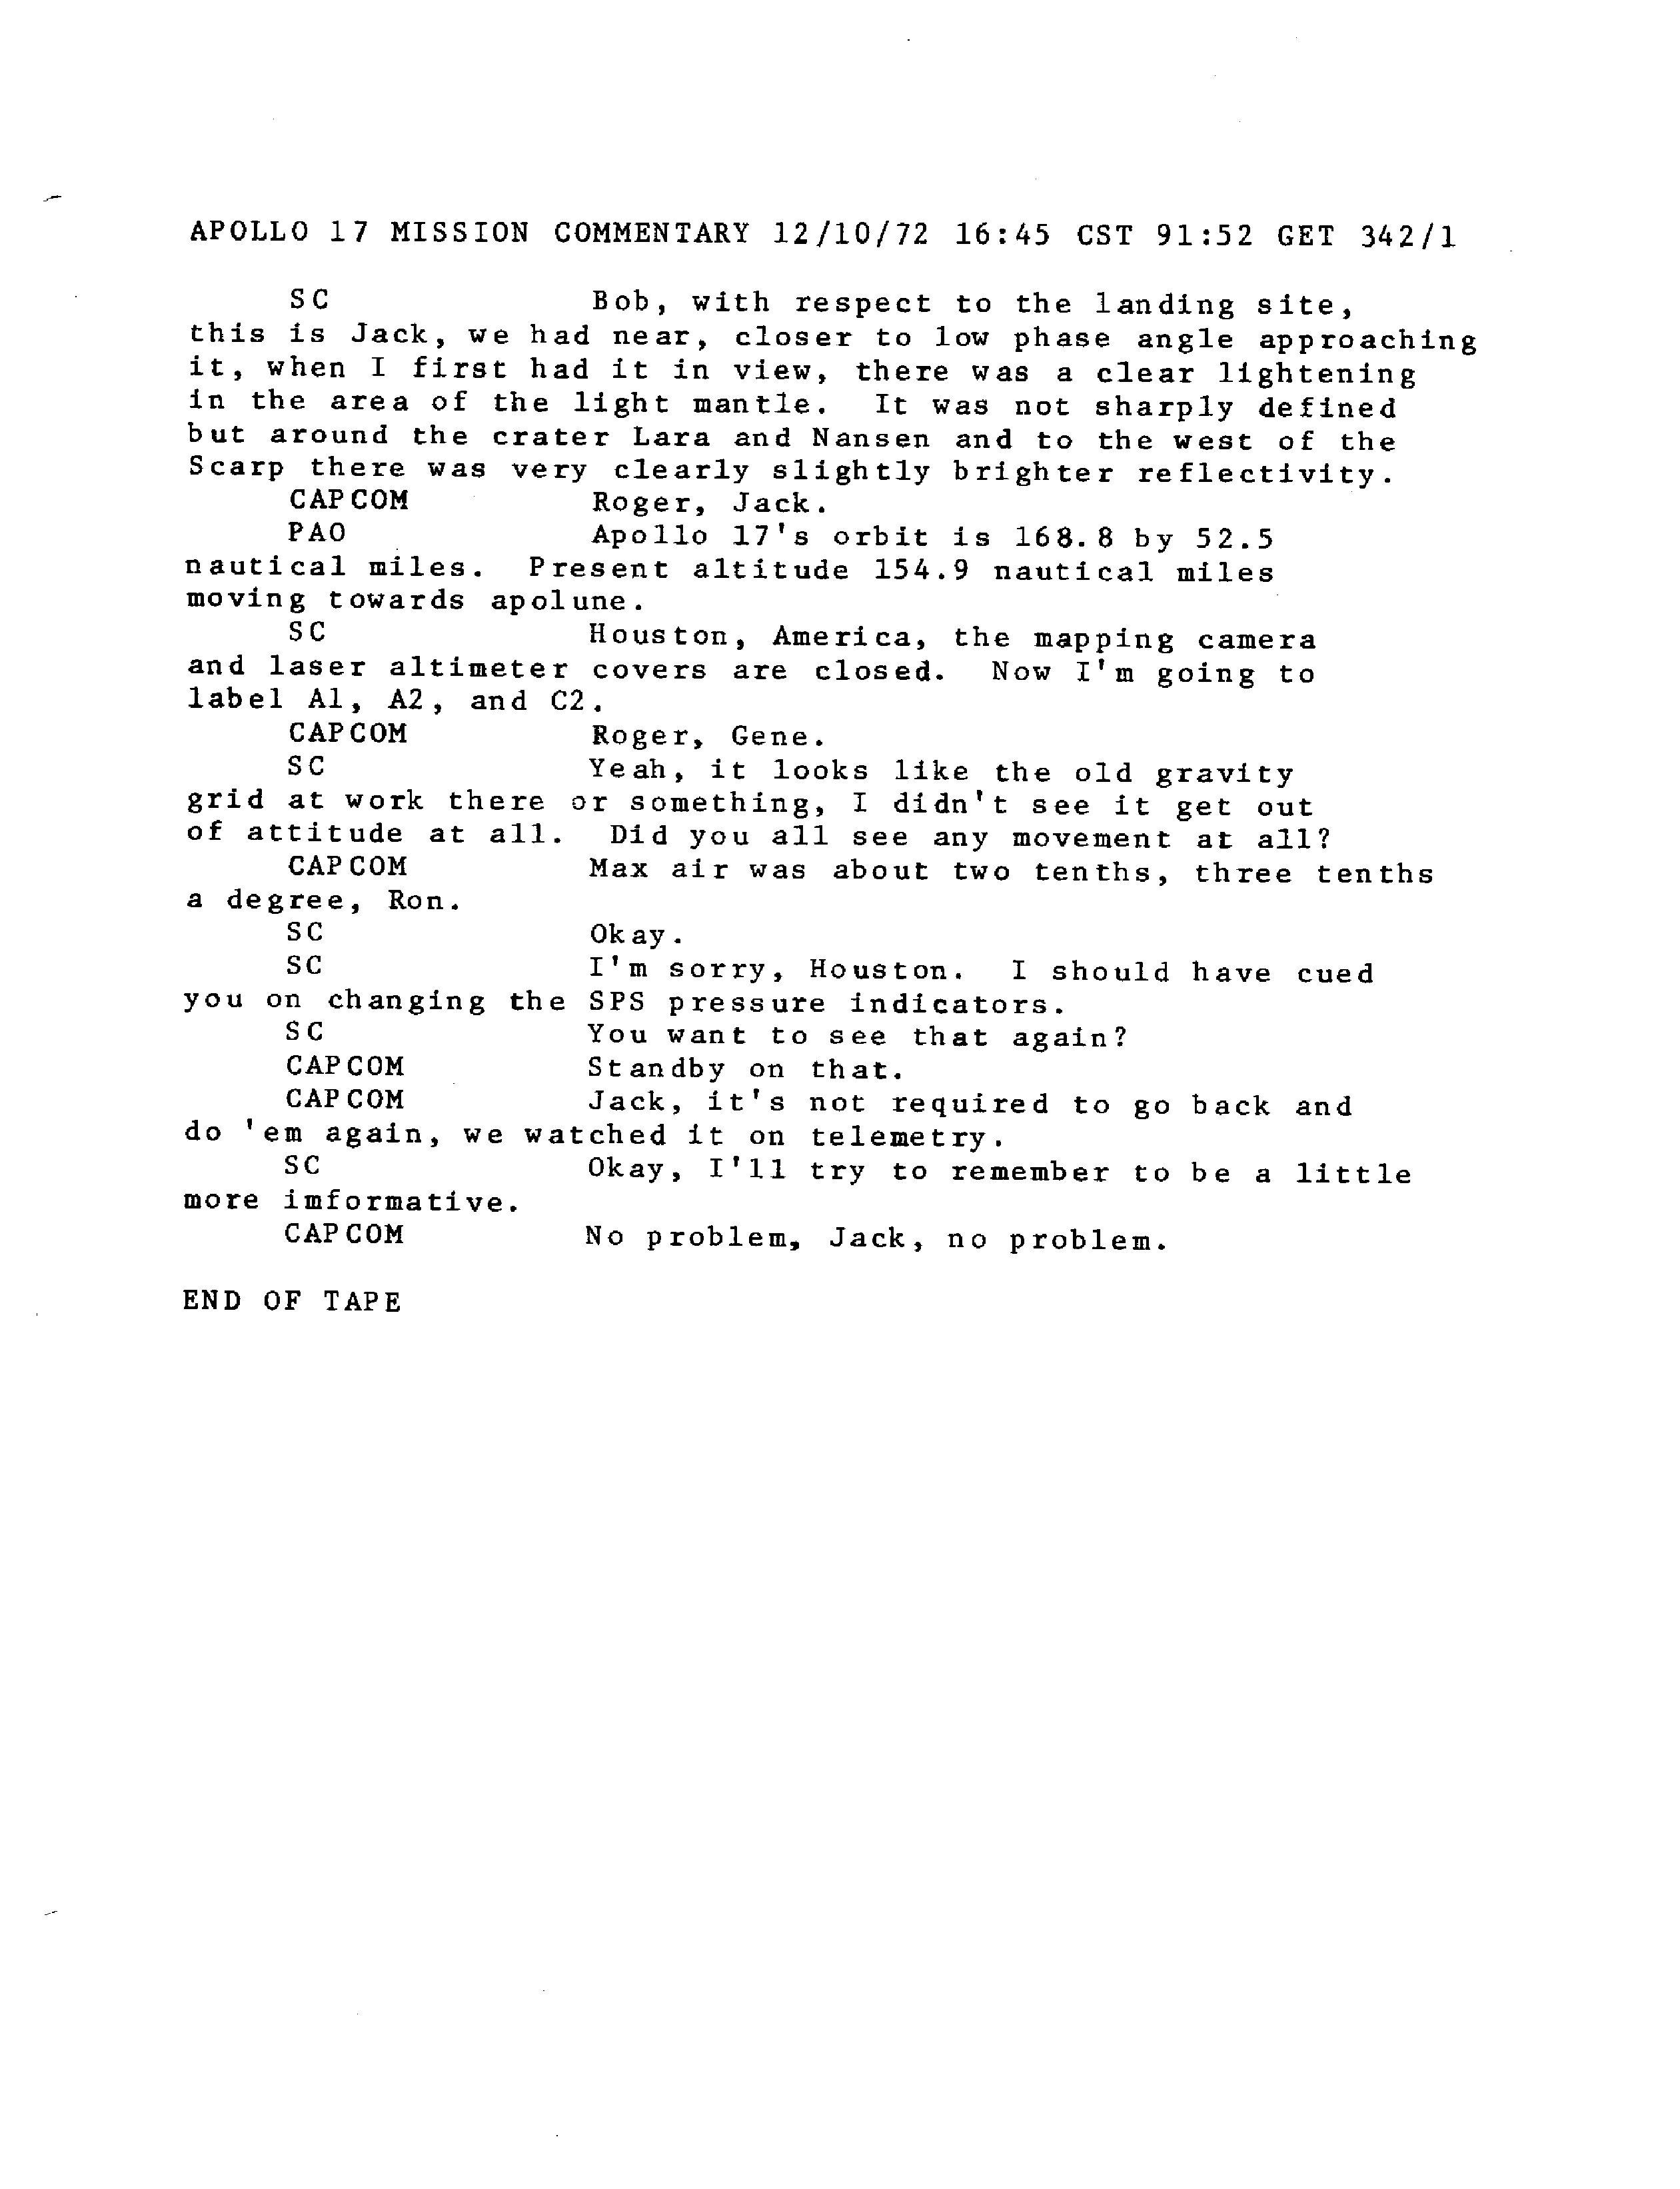 APOLLO 17 MISSION COMMENTARY 12/10/72 16:45 CST 91:52 GET 342/1
SC Bob, with respect to the landing site,
this is Jack, we had near, closer to low phase angle approaching
it, when I first had it in view, there was a clear lightening
in the area of the light mantle. It was not sharply defined
but around the crater Lara and Nansen and to the west of the
Scarp there was very clearly slightly brighter reflectivity.
CAPCOM Roger, Jack.
PAO Apollo 17's orbit is 168.8 by 52.5
nautical miles. Present altitude 154.9 nautical miles
moving towards apolune.
SC Houston, America, the mapping camera
and laser altimeter covers are closed. Now I'm going to
label A1, A2, and C2.
CAPCOM Roger, Gene.
SC Yeah, it looks like the old gravity
grid at work there or something, I didn't see it get out
of attitude at all. Did you all see any movement at all?
CAPCOM Max air was about two tenths, three tenths
a degree, Ron.
SC Okay.
SC I'm sorry, Houston. I should have cued
you on changing the SPS pressure indicators.
SC You want to see that again?
CAPCOM Standby on that.
CAPCOM Jack, it's not required to go back and
do 'em again, we watched it on telemetry.
SC Okay, I'll try to remember to be a little
more imformative.
CAPCOM No problem, Jack, no problem.
END OF TAPE